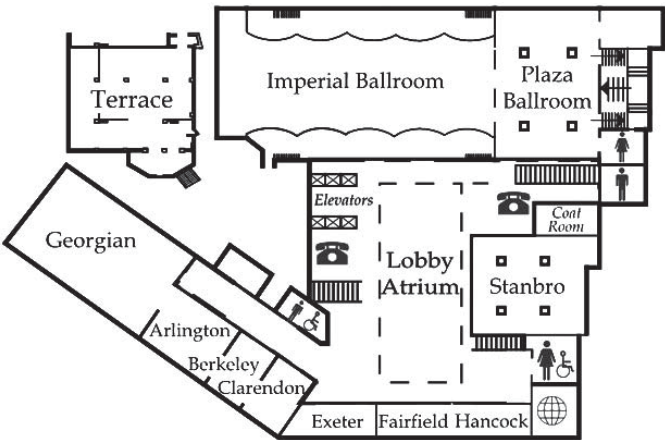 Imperial Ballroom
Plaza
Ballroom
Terrace
Elevators
Coat
Room
Georgian
Lobby
Atrium
Stanbro
Arlington
Berkeley
Clarendon
Exeter
Fairfield
Hancock